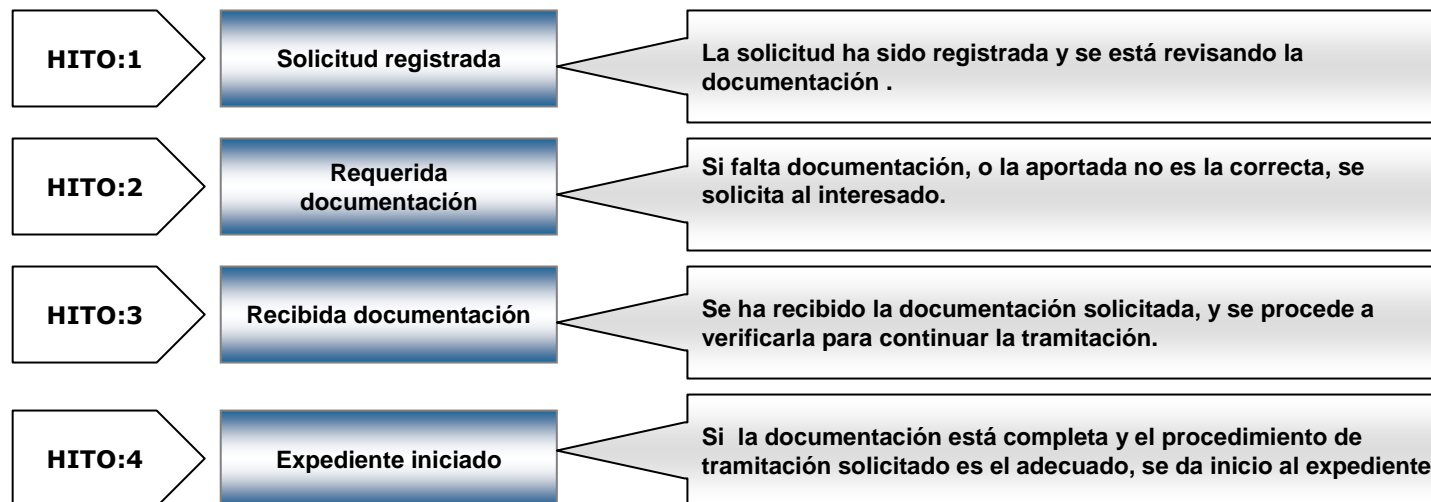 HITO:1
Solicitud registrada
La solicitud ha sido registrada y se está revisando la
documentación .
HITO:2
Requerida
documentación
Si falta documentación, o la aportada no es la correcta, se
solicita al interesado.
HITO:3
Recibida documentación
Se ha recibido la documentación solicitada, y se procede a
verificarla para continuar la tramitación.
HITO:4
Expediente iniciado
Si la documentación está completa y el procedimiento de
tramitación solicitado es el adecuado, se da inicio al expediente